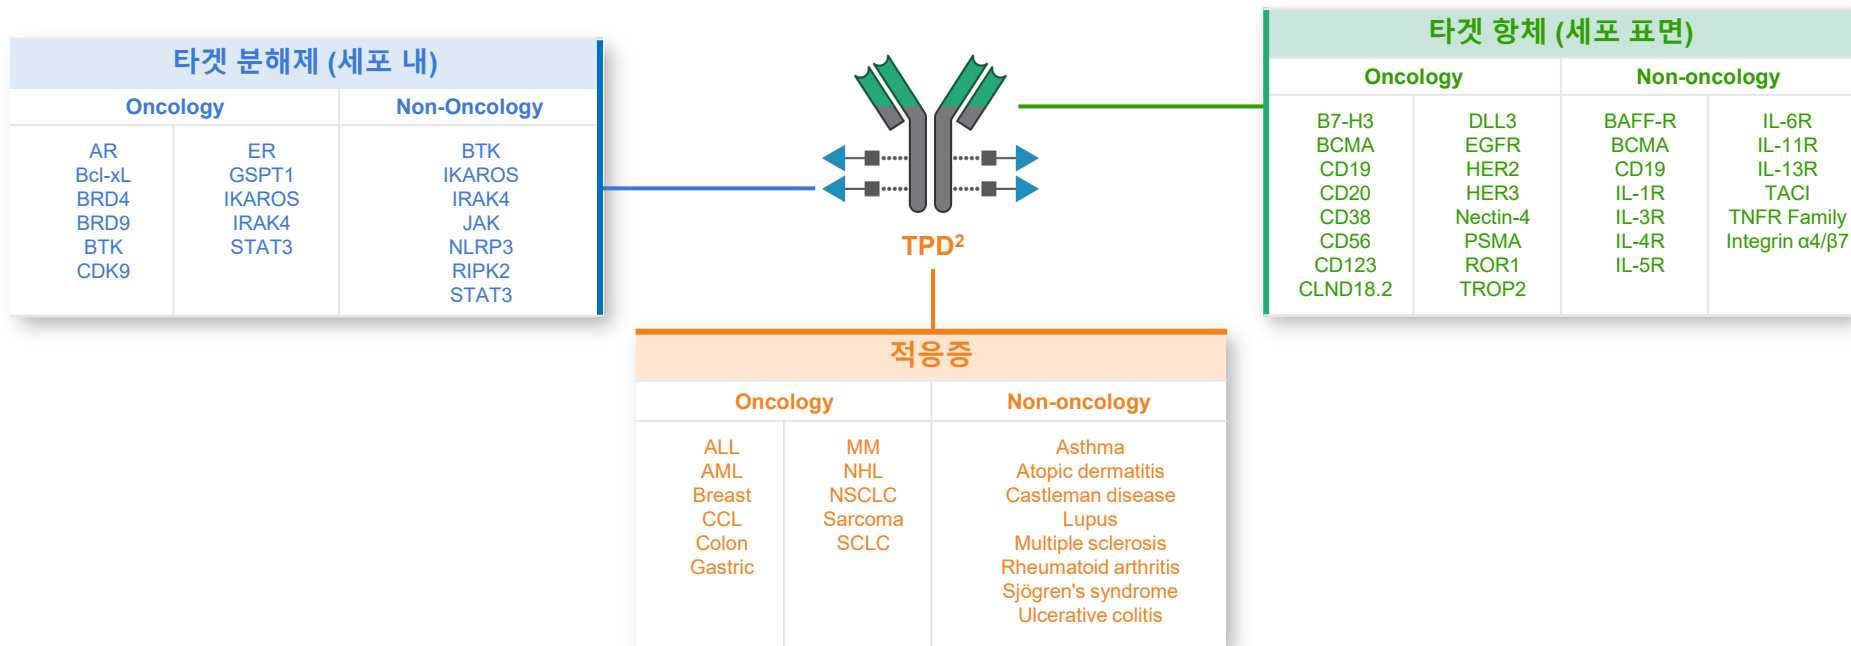 타겟 분해제 (세포 내)
Oncology
Non-Oncology
AR
Bcl-xL
BRD4
BRD9
BTK
CDK9
ER
GSPT1
IKAROS
IRAK4
STAT3
BTK
IKAROS
IRAK4
JAK
NLRP3
RIPK2
STAT3
TPD²
타겟 항체 (세포 표면)
Oncology
Non-oncology
B7-H3
BCMA
CD19
CD20
CD38
CD56
CD123
CLND18.2
DLL3
EGFR
HER2
HER3
Nectin-4
PSMA
ROR1
TROP2
BAFF-R
BCMA
CD19
IL-1R
IL-3R
IL-4R
IL-5R
IL-6R
IL-11R
IL-13R
TACI
TNFR Family
Integrin α4/β7
적응증
Oncology
Non-oncology
ALL
AML
Breast
CCL
Colon
Gastric
MM
NHL
NSCLC
Sarcoma
SCLC
Asthma
Atopic dermatitis
Castleman disease
Lupus
Multiple sclerosis
Rheumatoid arthritis
Sjögren's syndrome
Ulcerative colitis